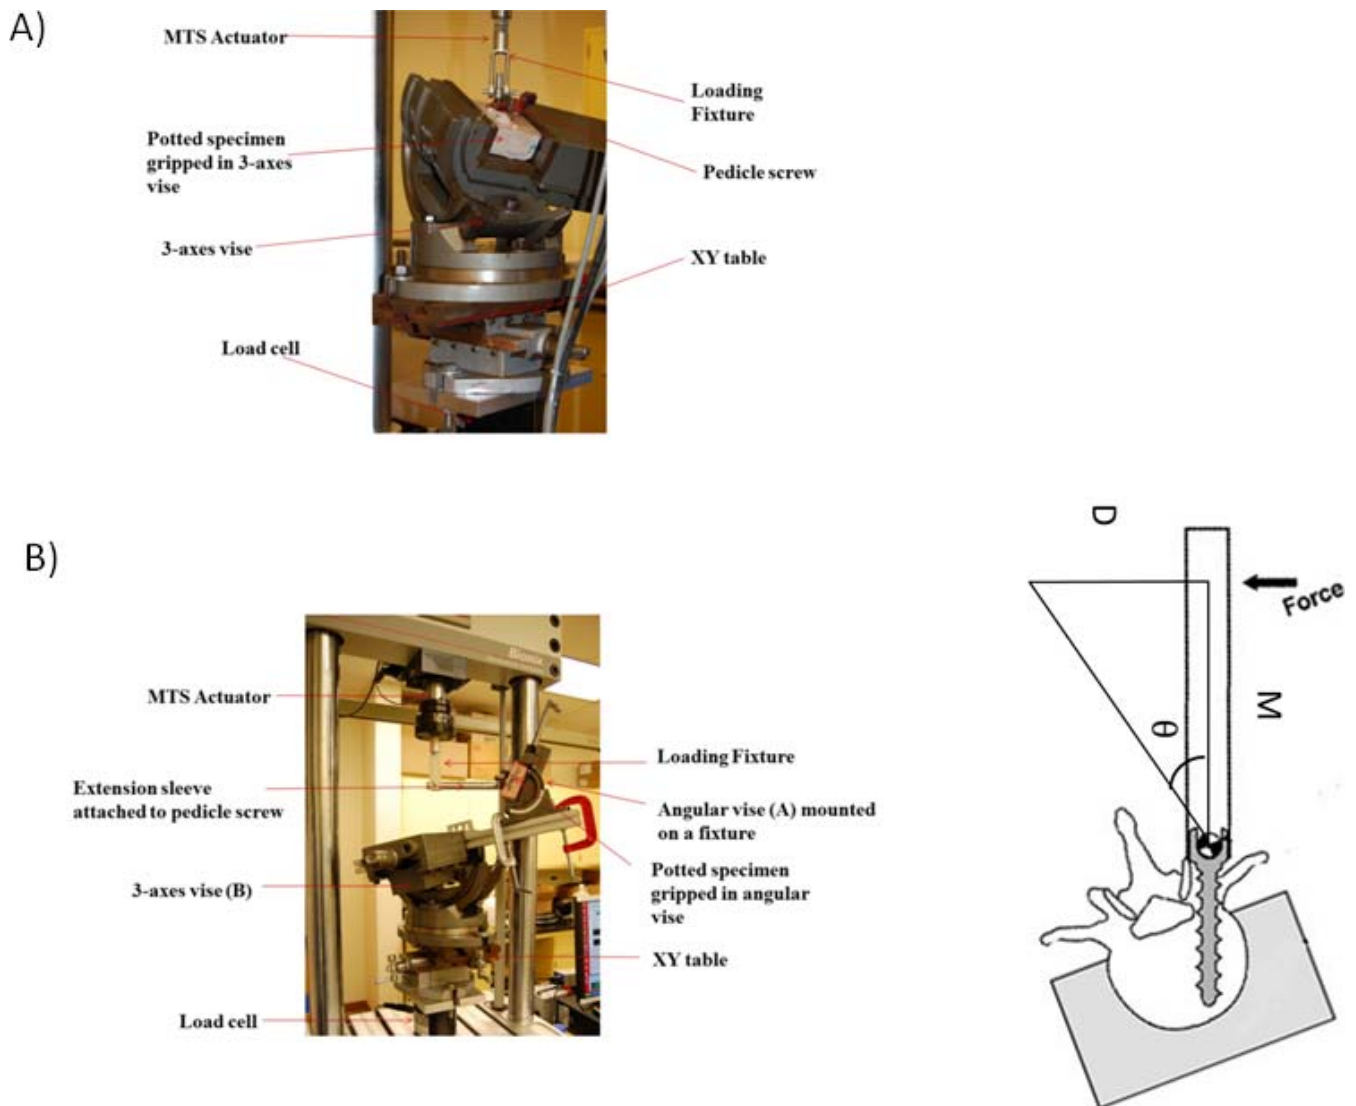 A)
MTS Actuator
Loading
Fixture
Potted specimen
gripped in 3-axes
vise
Pedicle screw
3-axes vise
XY table
Load cell
B)
MTS Actuator
Bionix
Loading Fixture
Extension sleeve
attached to pedicle screw
Angular vise (A) mounted
on a fixture
3-axes vise (B)
Potted specimen
gripped in angular
vise
XY table
Load cell
D
Force
M
θ